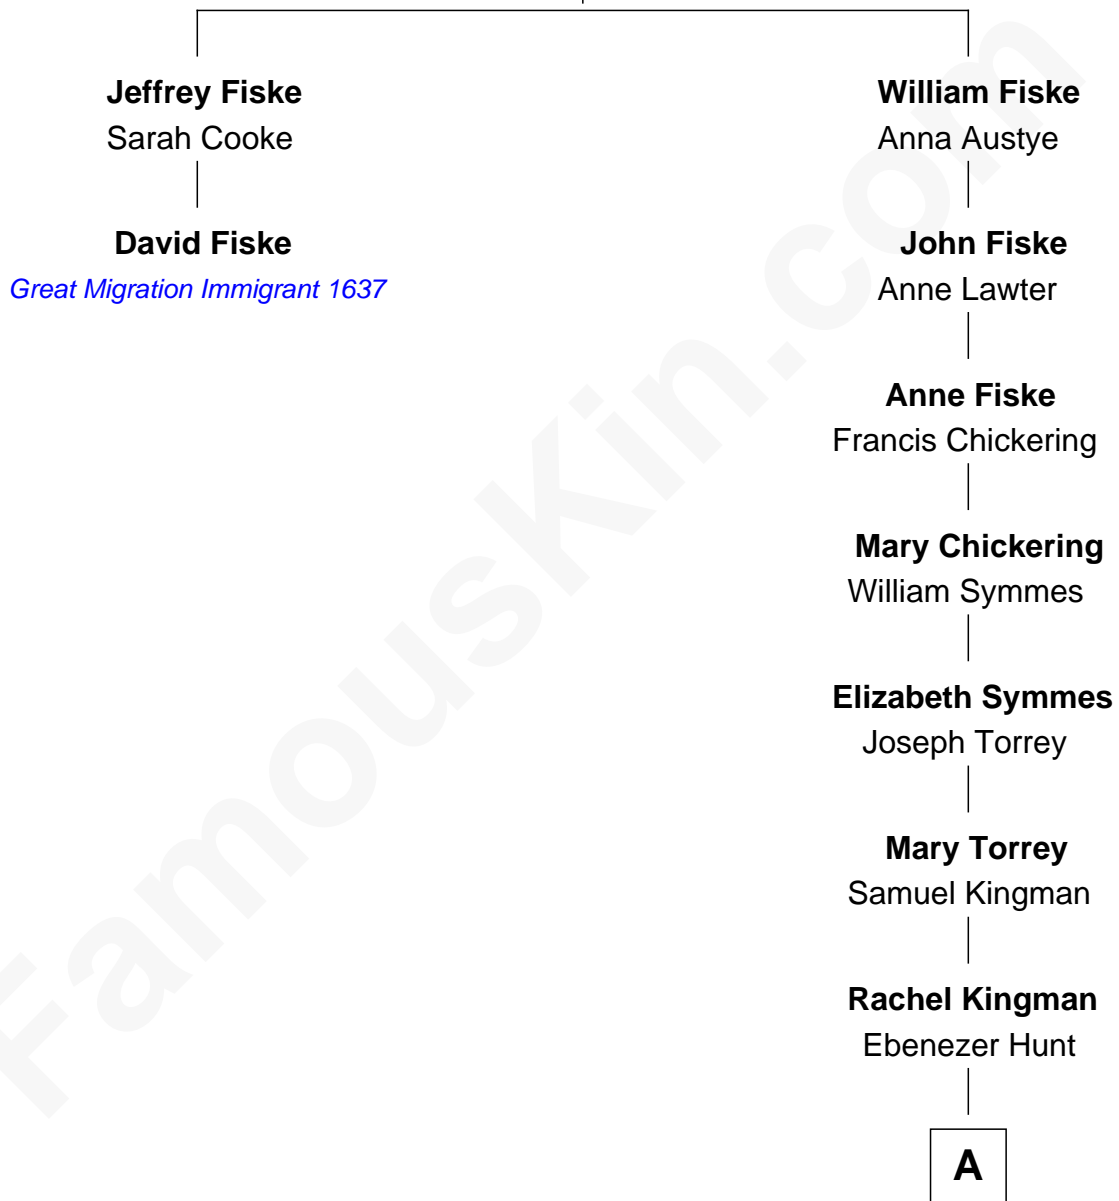 Jeffrey Fiske
Sarah Cooke
David Fiske
Great Migration Immigrant 1637
William Fiske
Anna Austye
John Fiske
Anne Lawter
Anne Fiske
Francis Chickering
Mary Chickering
William Symmes
Elizabeth Symmes
Joseph Torrey
Mary Torrey
Samuel Kingman
Rachel Kingman
Ebenezer Hunt
A
FamousKin.com